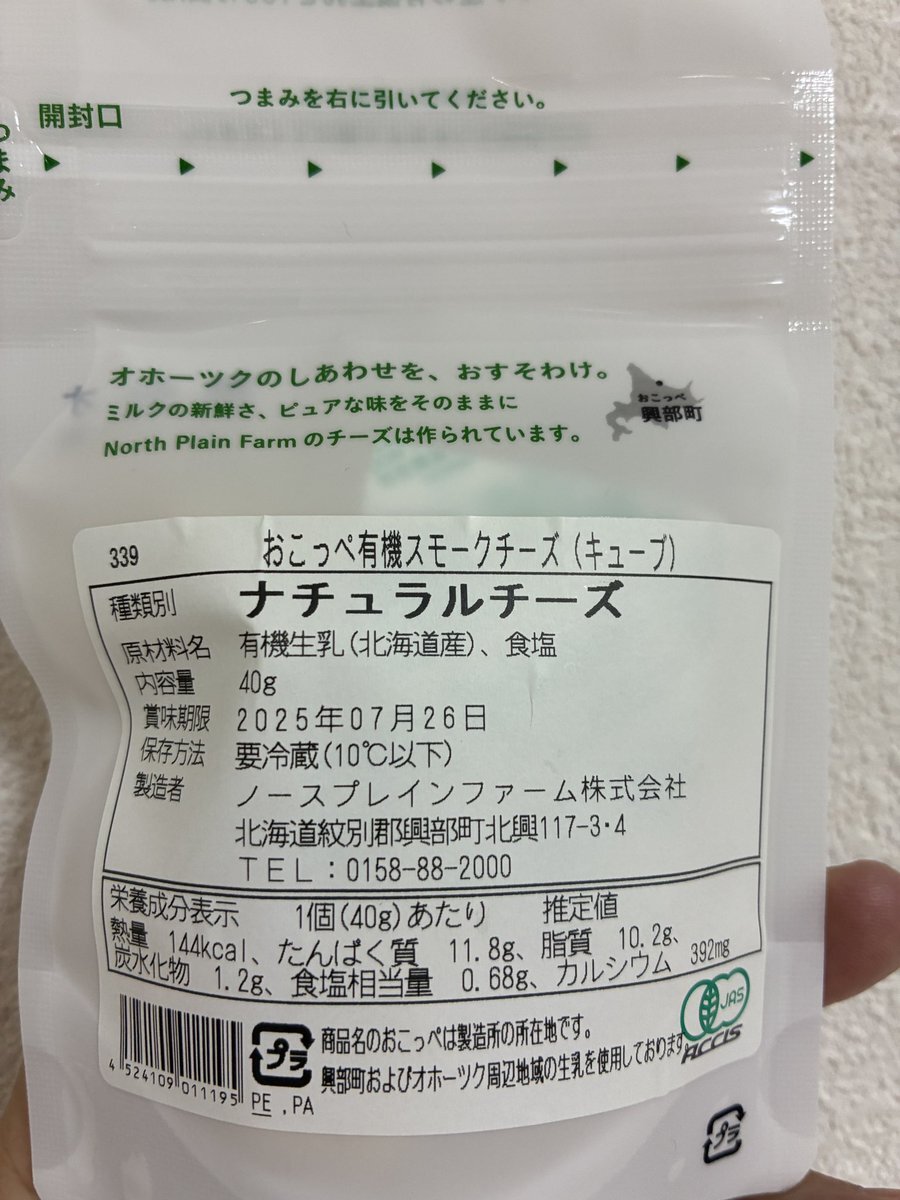 つまみを右に引いてください。
開封口
つまみ
オホーツクのしあわせを、おすそわけ。
ミルクの新鮮さ、ピュアな味をそのままに
North Plain Farm のチーズは作られています。
おこっぺ
興部町
339 おこっぺ有機スモークチーズ(キューブ)
種類別 ナチュラルチーズ
原材料名 有機生乳(北海道産)、食塩
内容量 40g
賞味期限 2025年07月26日
保存方法 要冷蔵(10℃以下)
製造者 ノースプレインファーム株式会社
北海道紋別郡興部町北興117-3・4
TEL:0158-88-2000
栄養成分表示 1個(40g)あたり 推定値
熱量 144kcal、たんぱく質 11.8g、脂質 10.2g、
炭水化物 1.2g、食塩相当量 0.68g、カルシウム 392mg
JAS
ACCIS
プラ
商品名のおこっぺは製造所の所在地です。
興部町およびオホーツク周辺地域の生乳を使用しております
4 524109 011195
PE ,PA
プラ